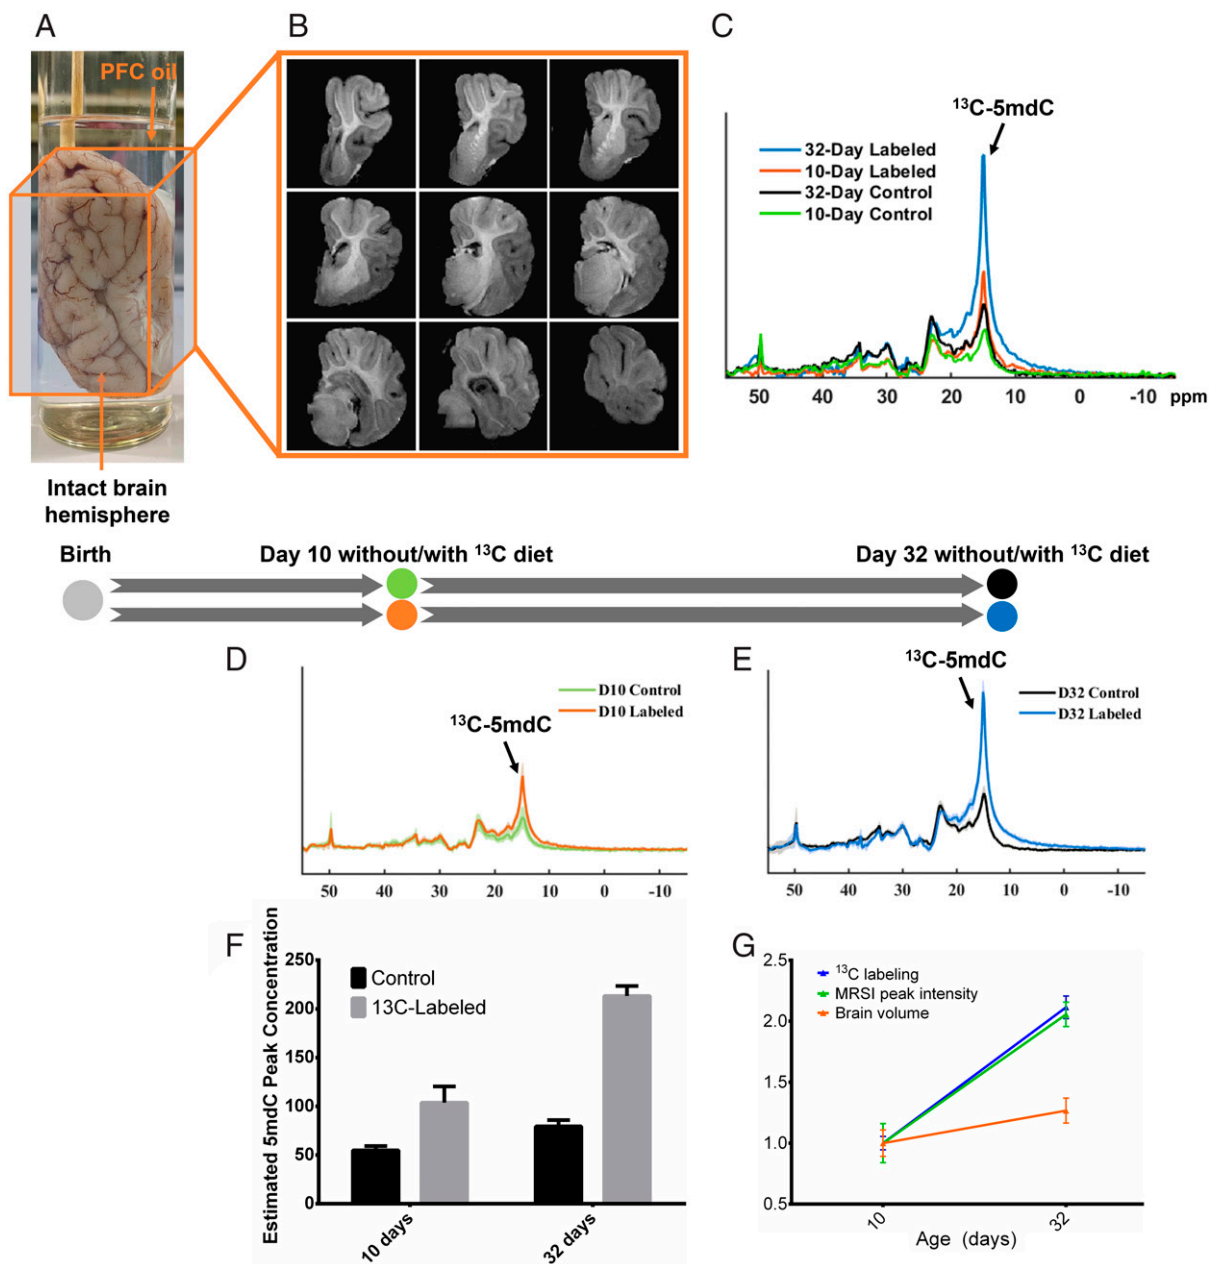 A
PFC oil
Intact brain
hemisphere
B
C
¹³C-5mdC
32-Day Labeled
10-Day Labeled
32-Day Control
10-Day Control
50 40 30 20 10 0 -10 ppm
Birth
Day 10 without/with ¹³C diet
Day 32 without/with ¹³C diet
D
¹³C-5mdC
D10 Control
D10 Labeled
50 40 30 20 10 0 -10
E
¹³C-5mdC
D32 Control
D32 Labeled
50 40 30 20 10 0 -10
F
Estimated 5mdC Peak Concentration
250
200
150
100
50
0
Control
13C-Labeled
10 days
32 days
G
2.5
2.0
1.5
1.0
0.5
¹³C labeling
MRSI peak intensity
Brain volume
10
32
Age (days)